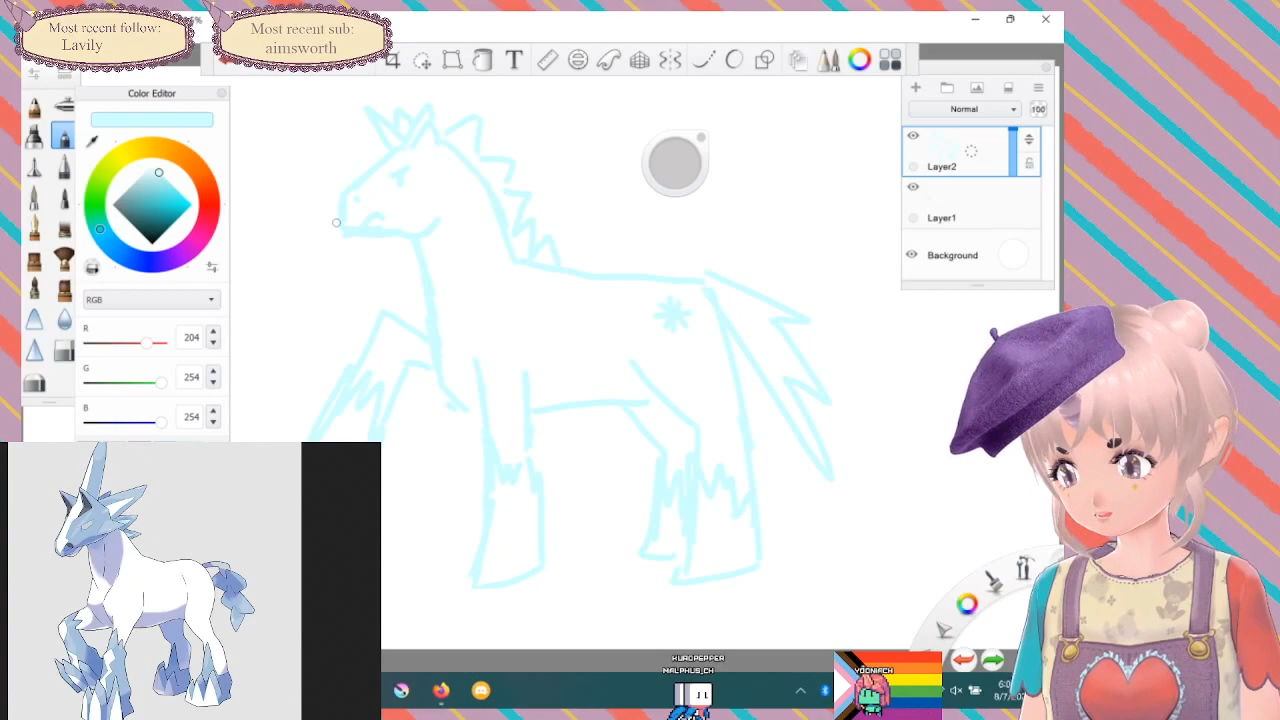 Most recent follow:
Lavily
Most recent sub:
aimsworth
Color Editor
RGB
R
204
G
254
B
254
T
Normal
100
Layer2
Layer1
Background
KURCPEPPER
MALPHUS_CH